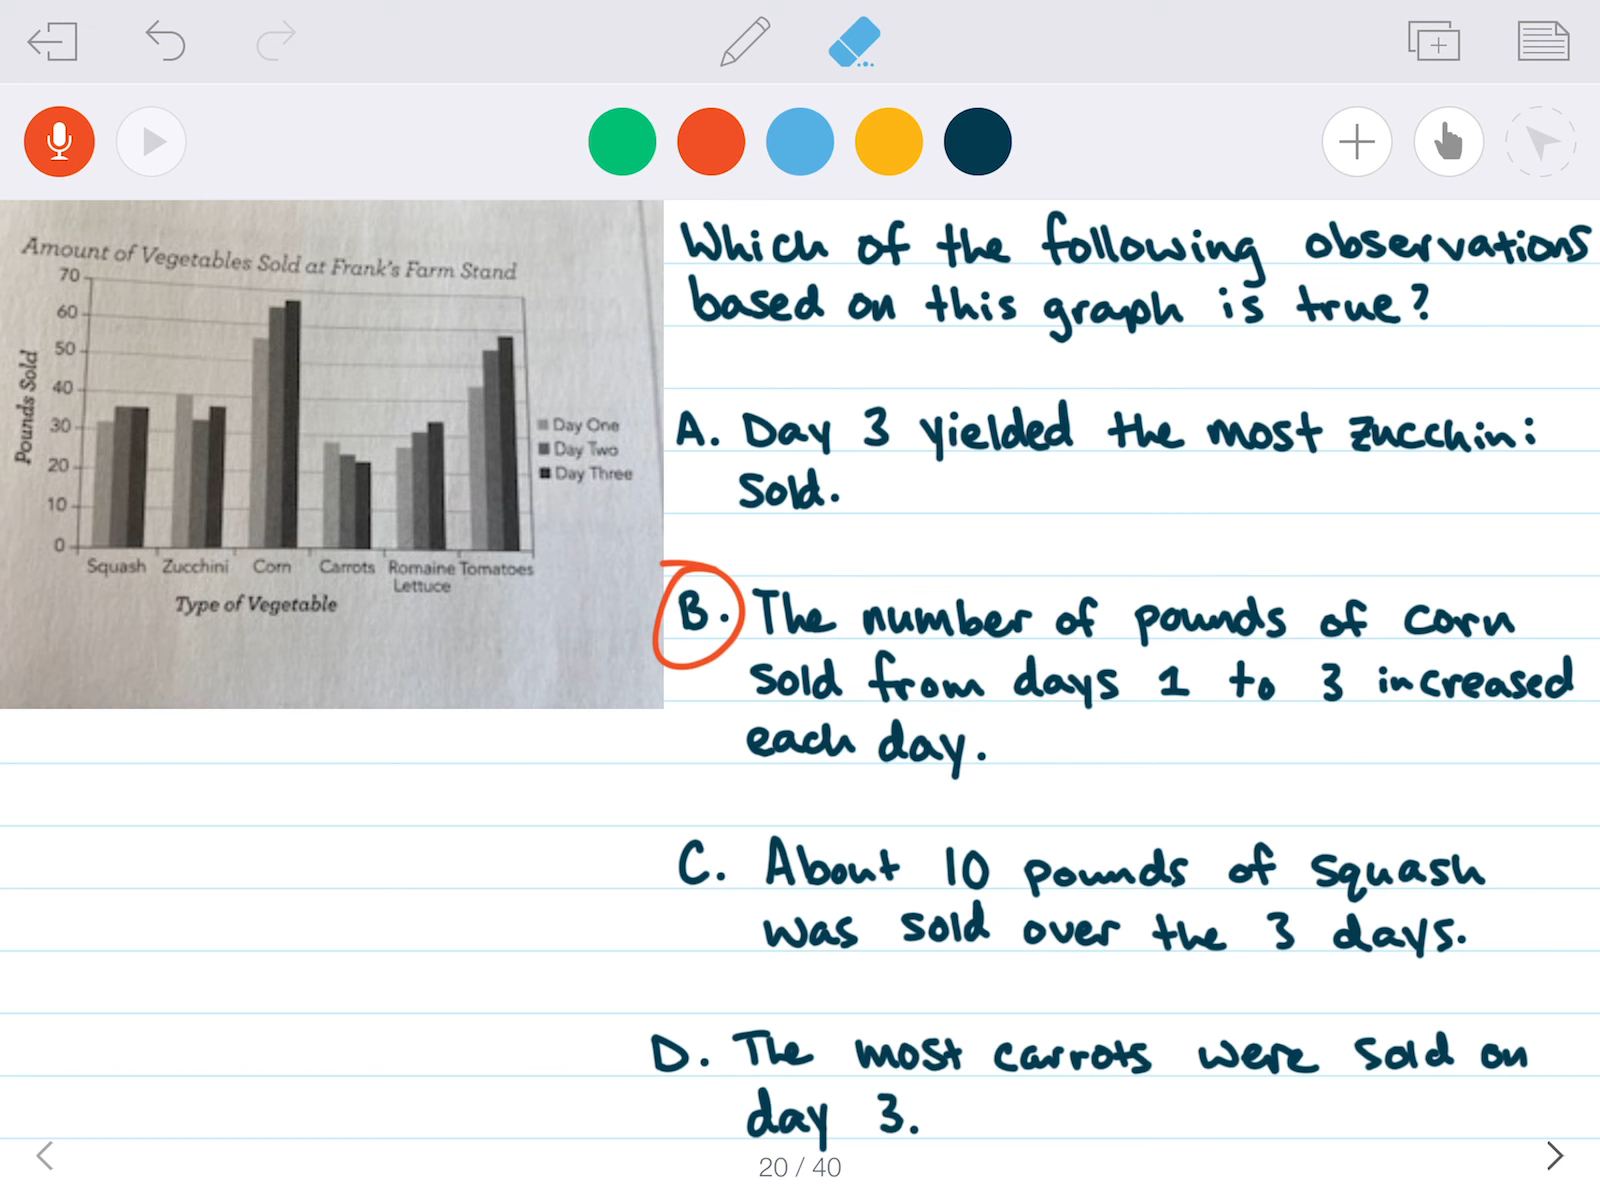 Amount of Vegetables Sold at Frank's Farm Stand
70
60
50
40
30
20
10
0
Pounds Sold
Day One
Day Two
Day Three
Squash Zucchini Corn Carrots Romaine Lettuce Tomatoes
Type of Vegetable
Which of the following observations
based on this graph is true?
A. Day 3 yielded the most zucchini
sold.
B. The number of pounds of corn
sold from days 1 to 3 increased
each day.
C. About 10 pounds of squash
was sold over the 3 days.
D. The most carrots were sold on
day 3.
20 / 40